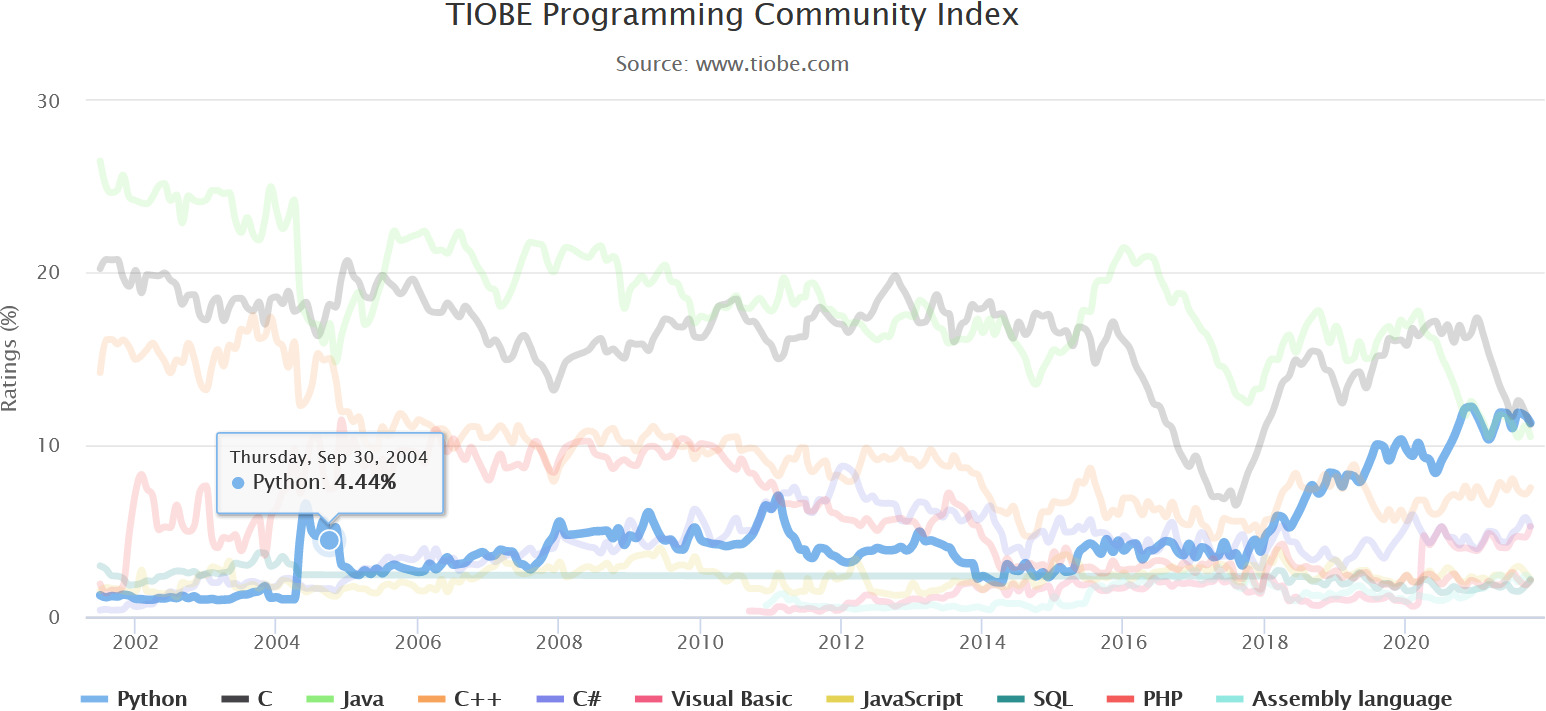 TIOBE Programming Community Index
Source: www.tiobe.com
Ratings (%)
30
20
10
0
Thursday, Sep 30, 2004
Python: 4.44%
2002 2004 2006 2008 2010 2012 2014 2016 2018 2020
Python C Java C++ C# Visual Basic JavaScript SQL PHP Assembly language